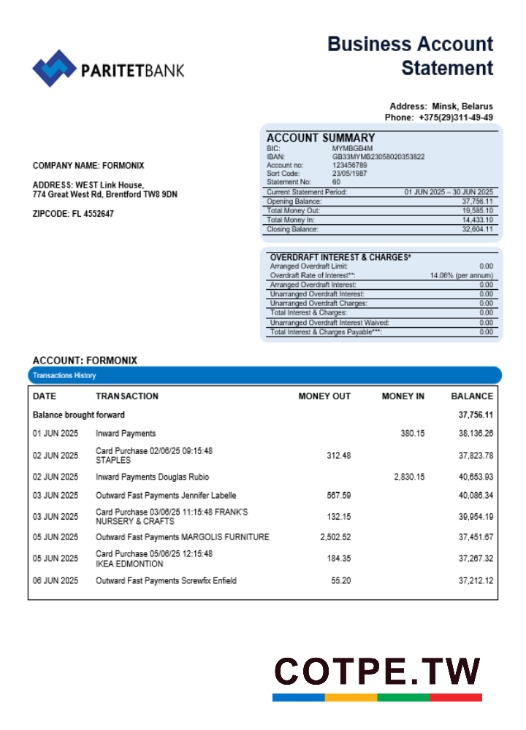 Business Account
Statement
PARITETBANK
Address: Minsk, Belarus
Phone: +375(29)311-49-49
ACCOUNT SUMMARY
BIC: MYMBGB4M
IBAN: GB33MYMB23058020353822
Account no: 123456789
Sort Code: 23/05/1987
Statement No: 60
Current Statement Period: 01 JUN 2025 – 30 JUN 2025
Opening Balance: 37,756.11
Total Money Out: 19,585.10
Total Money In: 14,433.10
Closing Balance: 32,604.11
COMPANY NAME: FORMONIX
ADDRESS: WEST Link House,
774 Great West Rd, Brentford TW8 9DN
ZIPCODE: FL 4552647
OVERDRAFT INTEREST & CHARGES*
Arranged Overdraft Limit: 0.00
Overdraft Rate of Interest**: 14.06% (per annum)
Arranged Overdraft Interest: 0.00
Unarranged Overdraft Interest: 0.00
Unarranged Overdraft Charges: 0.00
Total Interest & Charges: 0.00
Unarranged Overdraft Interest Waived: 0.00
Total Interest & Charges Payable***: 0.00
ACCOUNT: FORMONIX
Transactions History
DATE TRANSACTION MONEY OUT MONEY IN BALANCE
Balance brought forward 37,756.11
01 JUN 2025 Inward Payments 380.15 38,136.26
02 JUN 2025 Card Purchase 02/06/25 09:15:48 312.48 37,823.78
STAPLES
02 JUN 2025 Inward Payments Douglas Rubio 2,830.15 40,653.93
03 JUN 2025 Outward Fast Payments Jennifer Labelle 567.59 40,086.34
03 JUN 2025 Card Purchase 03/06/25 11:15:48 FRANK'S 132.15 39,954.19
NURSERY & CRAFTS
05 JUN 2025 Outward Fast Payments MARGOLIS FURNITURE 2,502.52 37,451.67
05 JUN 2025 Card Purchase 05/06/25 12:15:48 184.35 37,267.32
IKEA EDMONTION
06 JUN 2025 Outward Fast Payments Screwfix Enfield 55.20 37,212.12
COTPE.TW